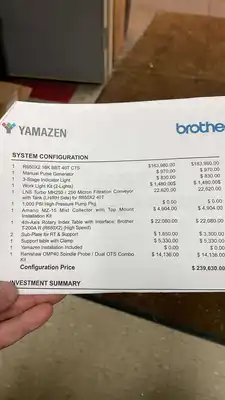 YAMAZEN brother
SYSTEM CONFIGURATION
1 R650X2 16K BBT 40T CTS $163,980.00 $ 163,980.00
1 Manual Pulse Generator $ 970.00 $ 970.00
1 3-Stage Indicator Light $ 830.00 $ 830.00
1 Work Light Kit (2-Lights) $ 1,480.00 $ 1,480.00
1 LNS Turbo MH250 / 250 Micron Filtration Conveyor 22,620.00 $ 22,620.00
with Tank (LH/RH Side) for R650X2 40T
1 1,000 PSI High Pressure Pump Pkg $ 0.00 $ 0.00
1 Amano MZ-15 Mist Collector with Top Mount $ 4,904.00 $ 4,904.00
Installation Kit
1 4th-Axis Rotary Index Table with Interface: Brother $ 22,080.00 $ 22,080.00
T-200A R (R650X2) (High Speed)
2 Sub-Plate for RT & Support $ 1,650.00 $ 3,300.00
1 Support table with Clamp $ 5,330.00 $ 5,330.00
1 Yamazen Installation Included $ 0.00 $ 0.00
1 Renishaw OMP40 Spindle Probe / Dual OTS Combo $ 14,136.00 $ 14,136.00
Kit
Configuration Price $ 239,630.00
INVESTMENT SUMMARY